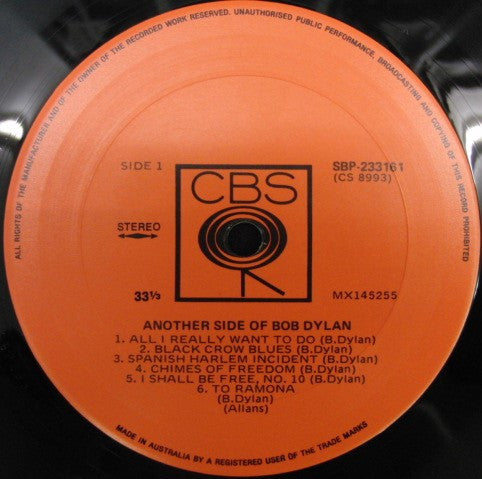 ALL RIGHTS OF THE MANUFACTURER AND OF THE OWNER OF THE RECORDED WORK RESERVED. UNAUTHORISED PUBLIC PERFORMANCE, BROADCASTING AND COPYING OF THIS RECORD PROHIBITED
SIDE 1
SBP-233161
(CS 8993)
CBS
STEREO
33⅓
MX145255
ANOTHER SIDE OF BOB DYLAN
1. ALL I REALLY WANT TO DO (B.Dylan)
2. BLACK CROW BLUES (B.Dylan)
3. SPANISH HARLEM INCIDENT (B.Dylan)
4. CHIMES OF FREEDOM (B.Dylan)
5. I SHALL BE FREE, NO. 10 (B.Dylan)
6. TO RAMONA
(B.Dylan)
(Allans)
MADE IN AUSTRALIA BY A REGISTERED USER OF THE TRADE MARKS